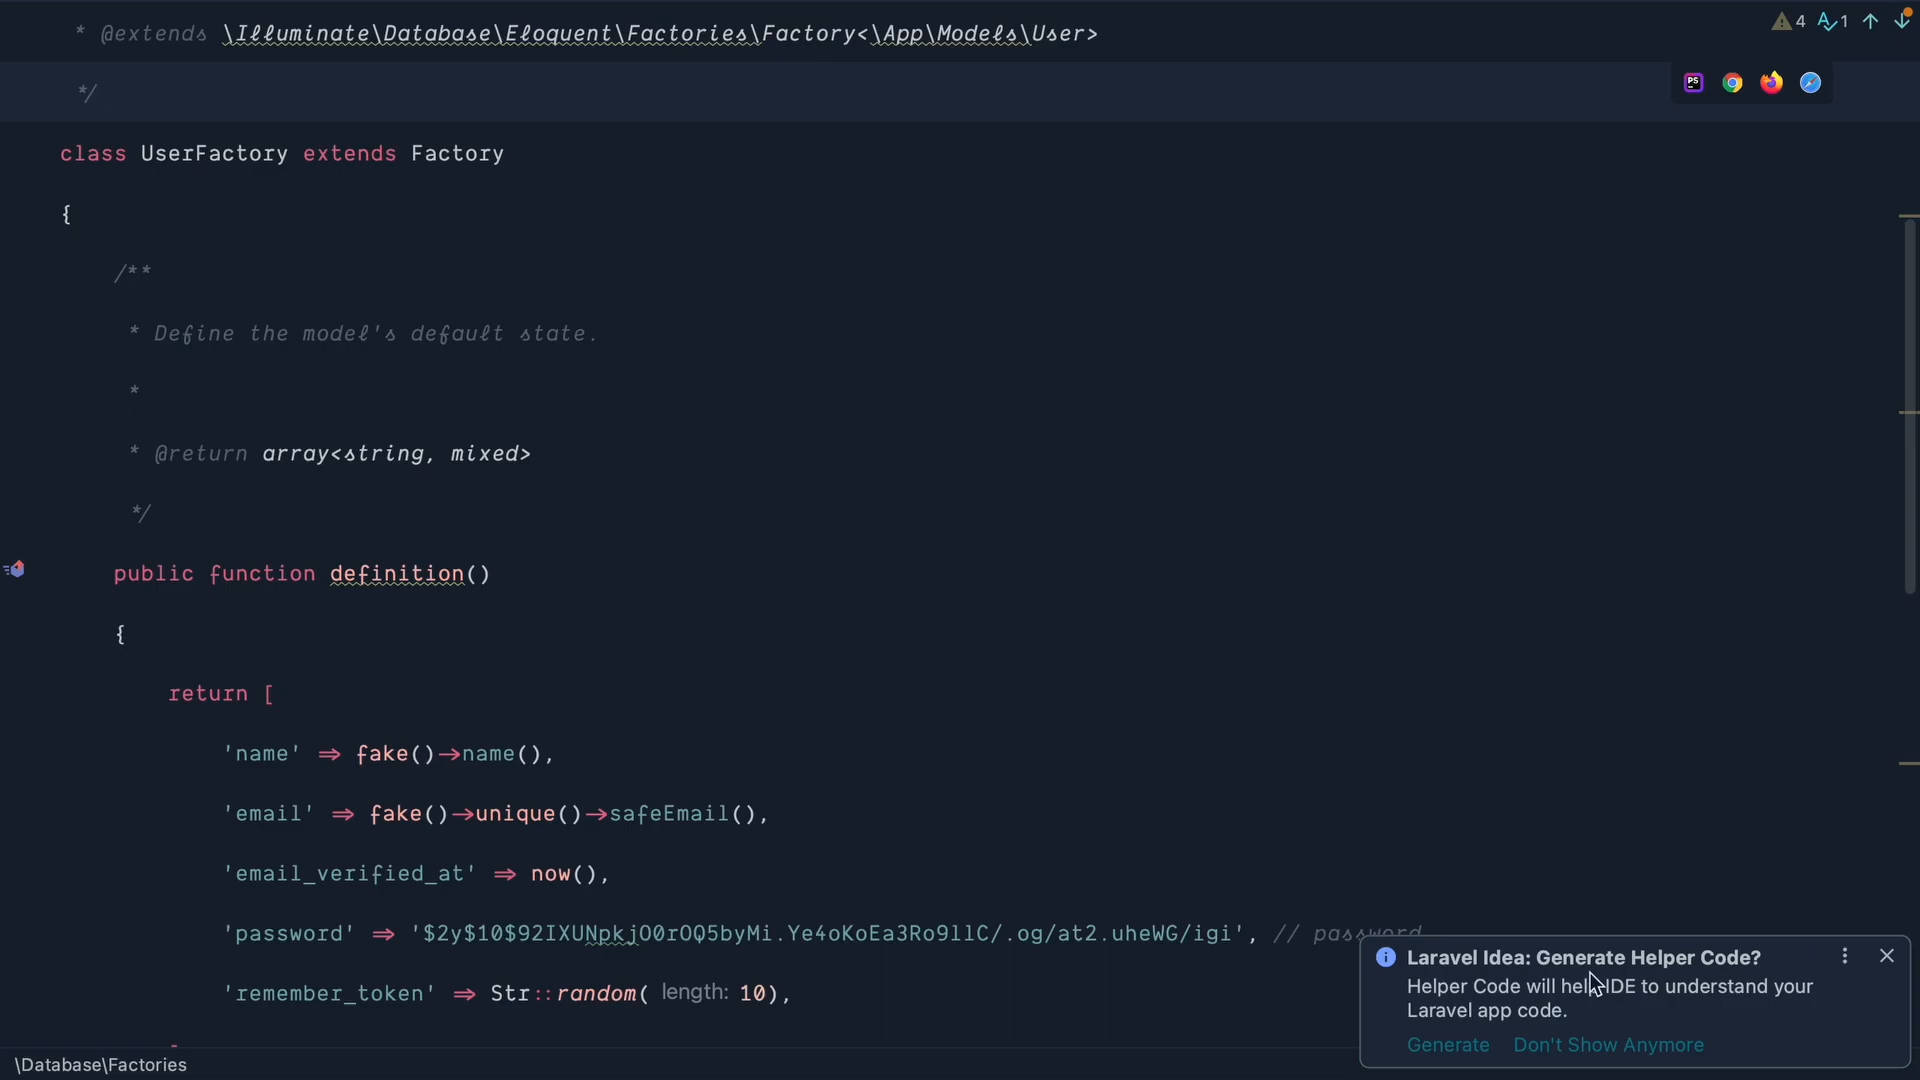 * @extends \Illuminate\Database\Eloquent\Factories\Factory<\App\Models\User>
4 1
*/
PS
class UserFactory extends Factory
{
/**
* Define the model's default state.
*
* @return array<string, mixed>
*/
public function definition()
{
return [
'name' => fake()->name(),
'email' => fake()->unique()->safeEmail(),
'email_verified_at' => now(),
'password' => '$2y$10$92IXUNpkjO0rOQ5byMi.Ye4oKoEa3Ro9llC/.og/at2.uheWG/igi', // password
'remember_token' => Str::random( length: 10),
Laravel Idea: Generate Helper Code?
Helper Code will help IDE to understand your
Laravel app code.
Generate Don't Show Anymore
\Database\Factories